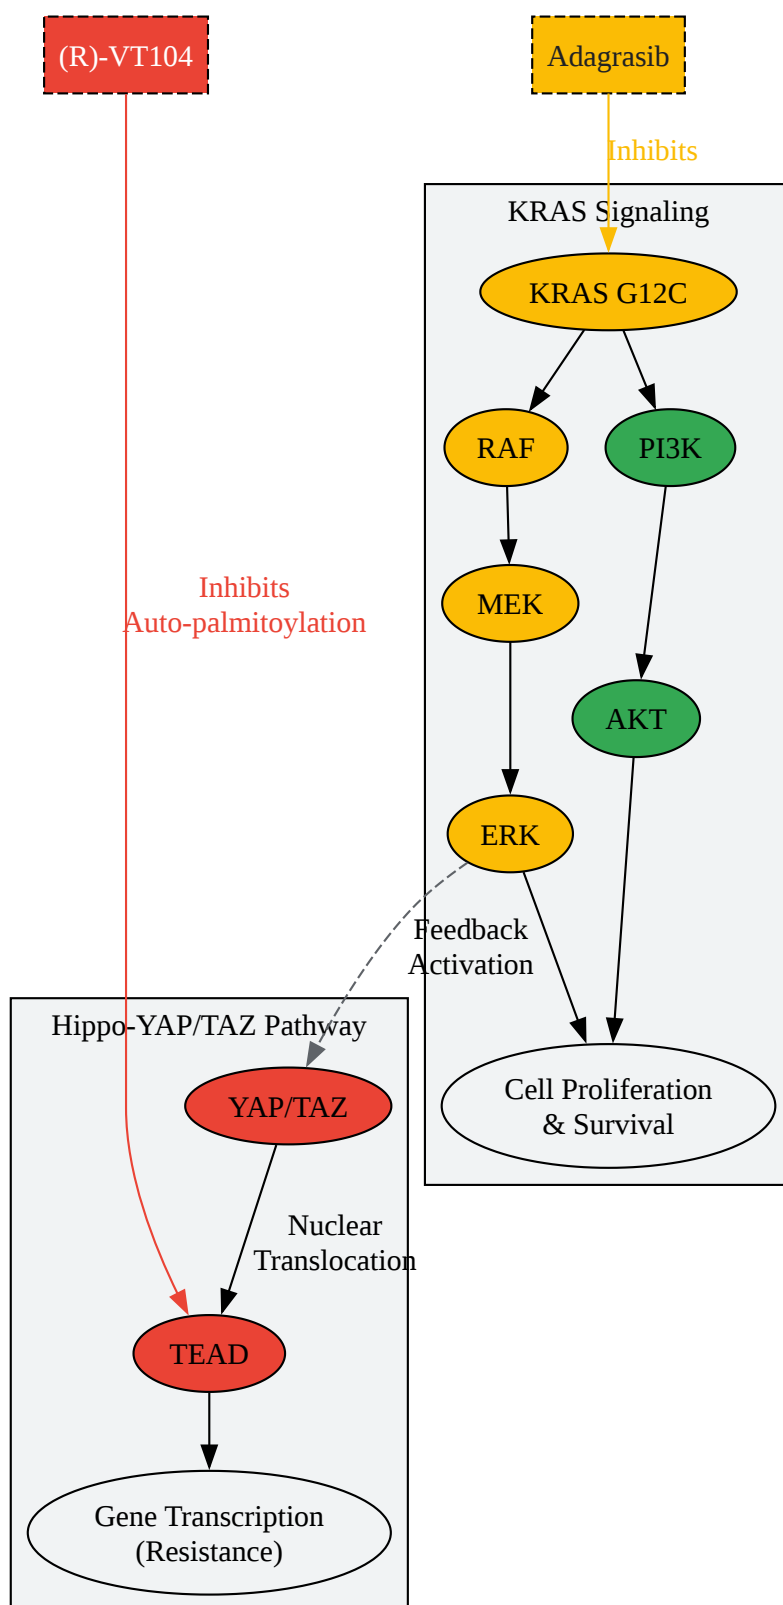 (R)-VT104
Adagrasib
Inhibits
KRAS Signaling
KRAS G12C
RAF
PI3K
Inhibits
Auto-palmitoylation
MEK
AKT
ERK
Feedback
Activation
Hippo-YAP/TAZ Pathway
YAP/TAZ
Cell Proliferation
& Survival
Nuclear
Translocation
TEAD
Gene Transcription
(Resistance)